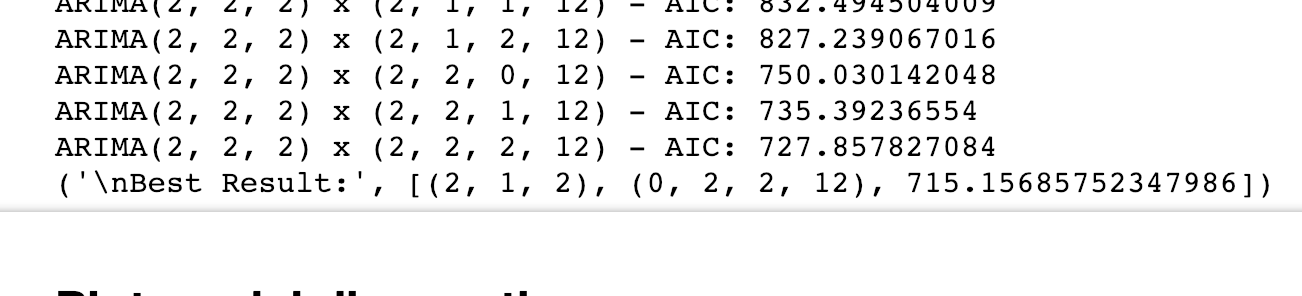 ARIMA(2, 2, 2) x (2, 1, 1, 12) - AIC: 832.494504009
ARIMA(2, 2, 2) x (2, 1, 2, 12) - AIC: 827.239067016
ARIMA(2, 2, 2) x (2, 2, 0, 12) - AIC: 750.030142048
ARIMA(2, 2, 2) x (2, 2, 1, 12) - AIC: 735.39236554
ARIMA(2, 2, 2) x (2, 2, 2, 12) - AIC: 727.857827084
('\nBest Result:', [(2, 1, 2), (0, 2, 2, 12), 715.15685752347986])